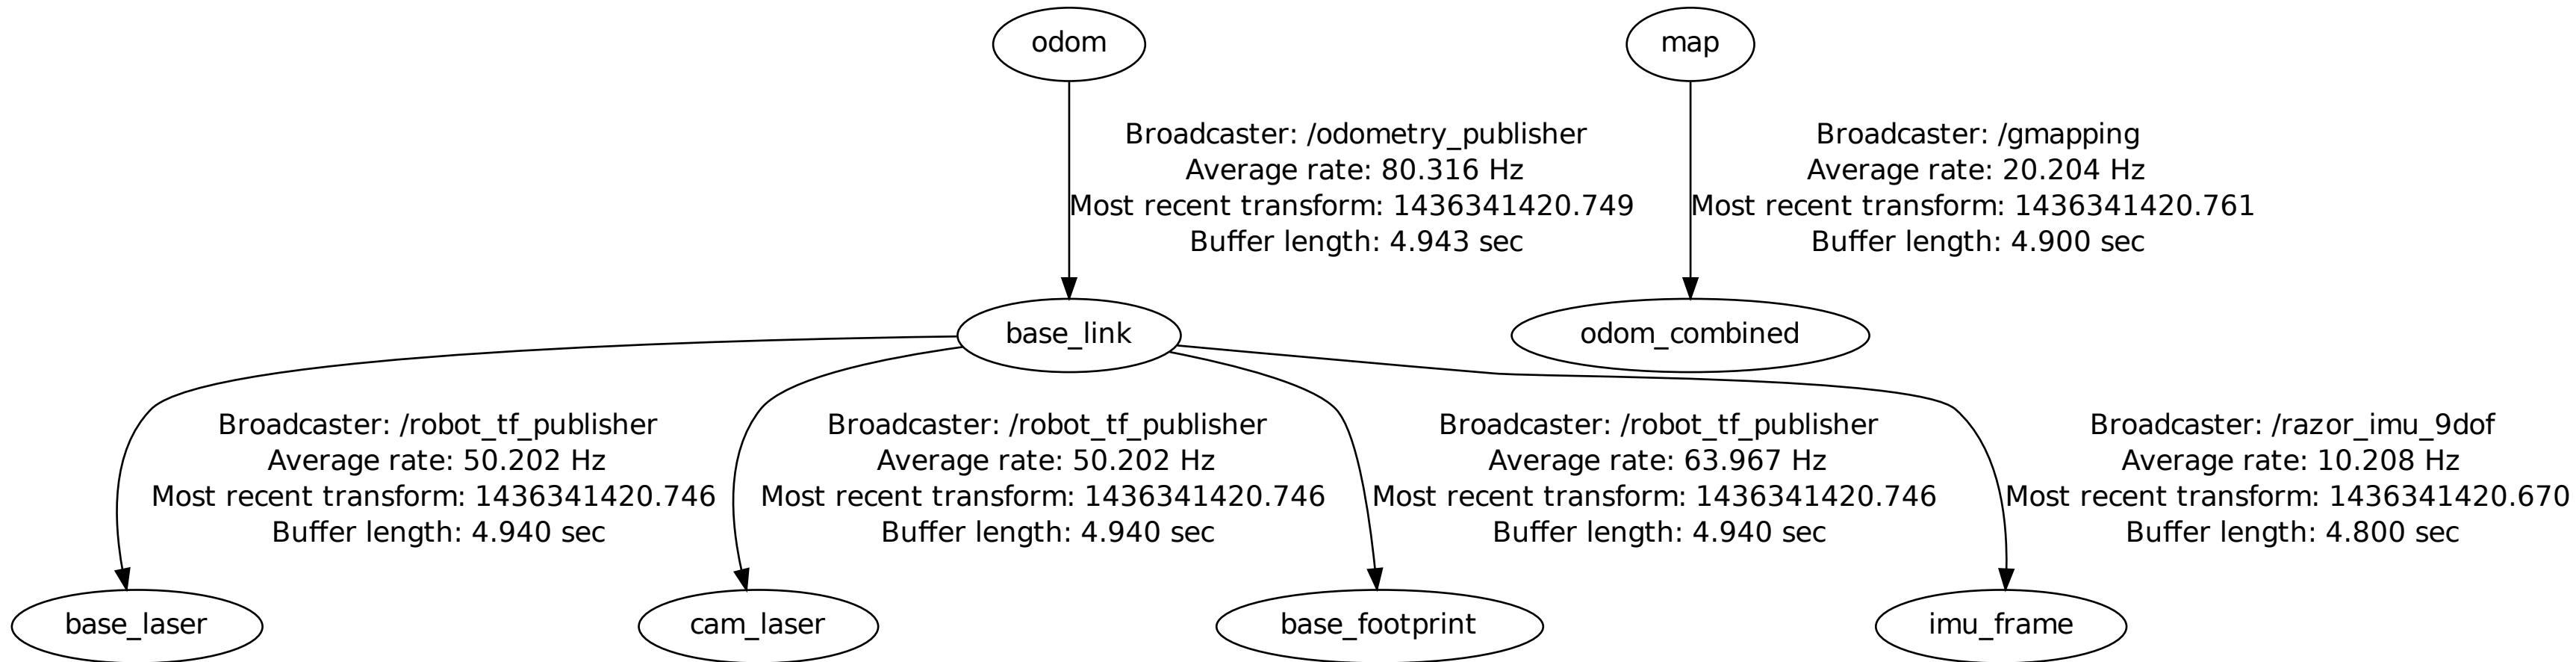 odom
map
Broadcaster: /odometry_publisher
Average rate: 80.316 Hz
Most recent transform: 1436341420.749
Buffer length: 4.943 sec
Broadcaster: /gmapping
Average rate: 20.204 Hz
Most recent transform: 1436341420.761
Buffer length: 4.900 sec
base_link
odom_combined
Broadcaster: /robot_tf_publisher
Average rate: 50.202 Hz
Most recent transform: 1436341420.746
Buffer length: 4.940 sec
Broadcaster: /robot_tf_publisher
Average rate: 50.202 Hz
Most recent transform: 1436341420.746
Buffer length: 4.940 sec
Broadcaster: /robot_tf_publisher
Average rate: 63.967 Hz
Most recent transform: 1436341420.746
Buffer length: 4.940 sec
Broadcaster: /razor_imu_9dof
Average rate: 10.208 Hz
Most recent transform: 1436341420.670
Buffer length: 4.800 sec
base_laser
cam_laser
base_footprint
imu_frame